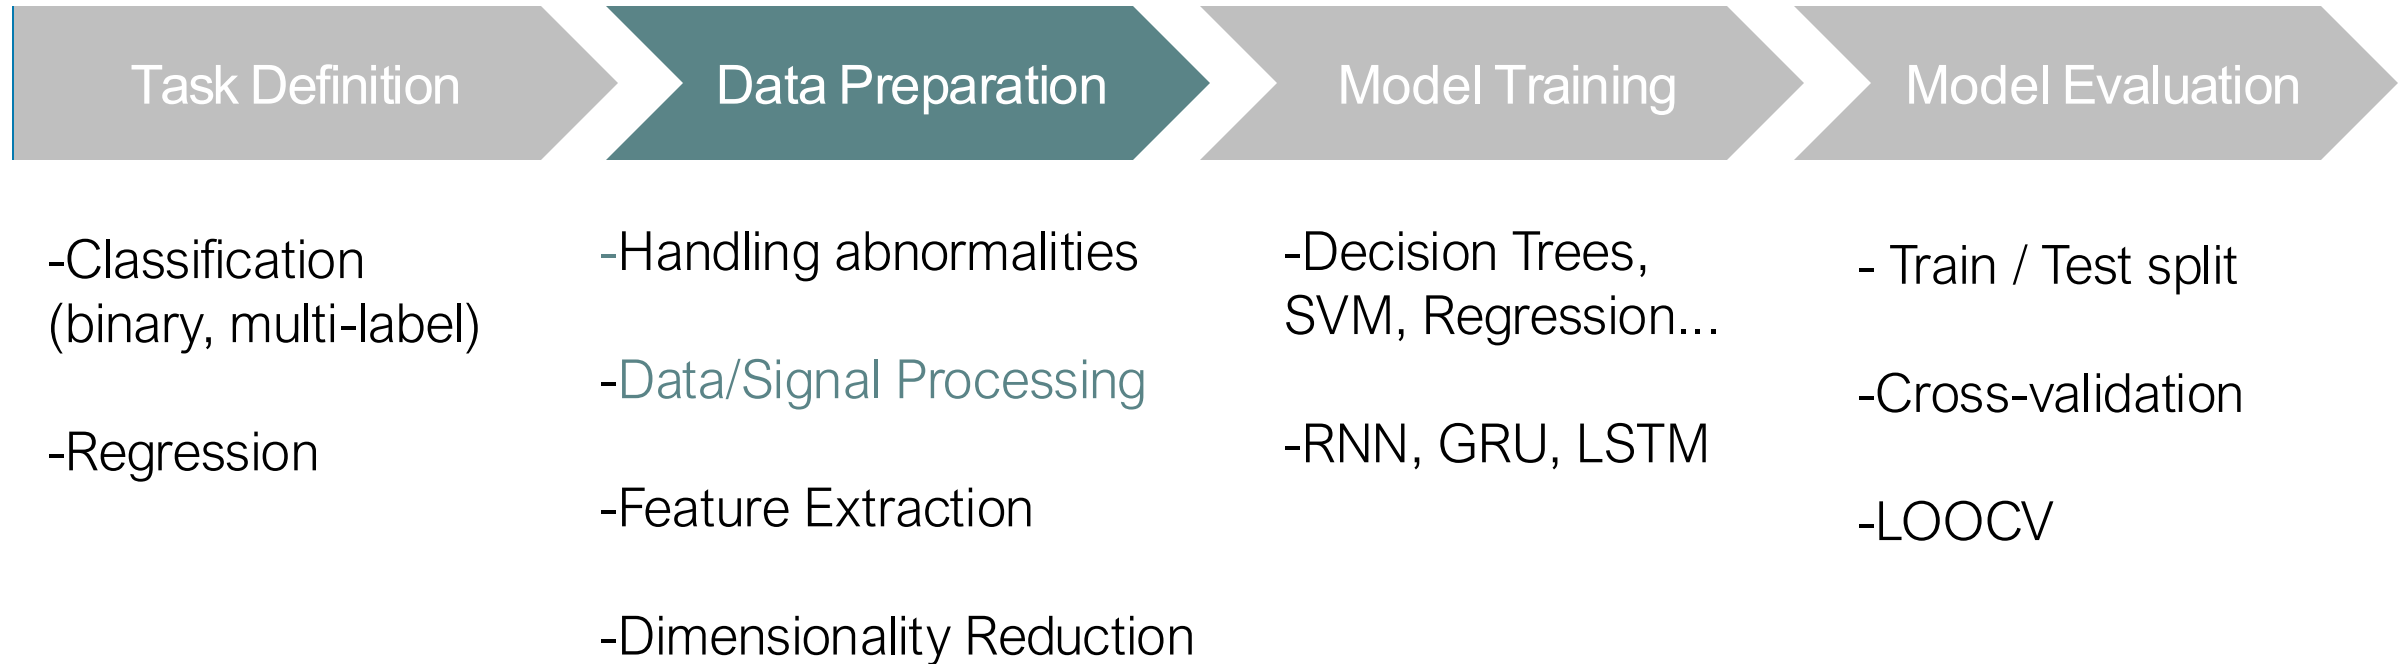 Task Definition
Data Preparation
Model Training
Model Evaluation
-Classification
(binary, multi-label)
-Regression
-Handling abnormalities
-Data/Signal Processing
-Feature Extraction
-Dimensionality Reduction
-Decision Trees,
SVM, Regression...
-RNN, GRU, LSTM
- Train / Test split
-Cross-validation
-LOOCV